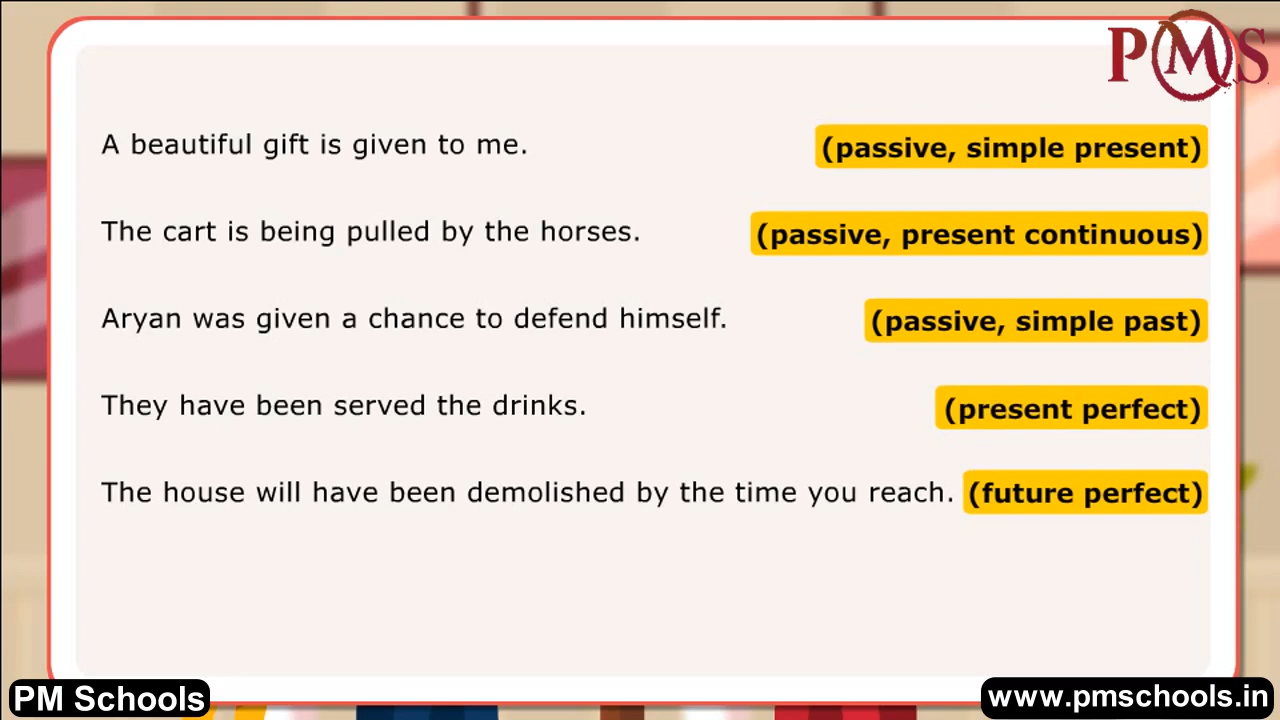 PMS
A beautiful gift is given to me. (passive, simple present)
The cart is being pulled by the horses. (passive, present continuous)
Aryan was given a chance to defend himself. (passive, simple past)
They have been served the drinks. (present perfect)
The house will have been demolished by the time you reach. (future perfect)
PM Schools www.pmschools.in